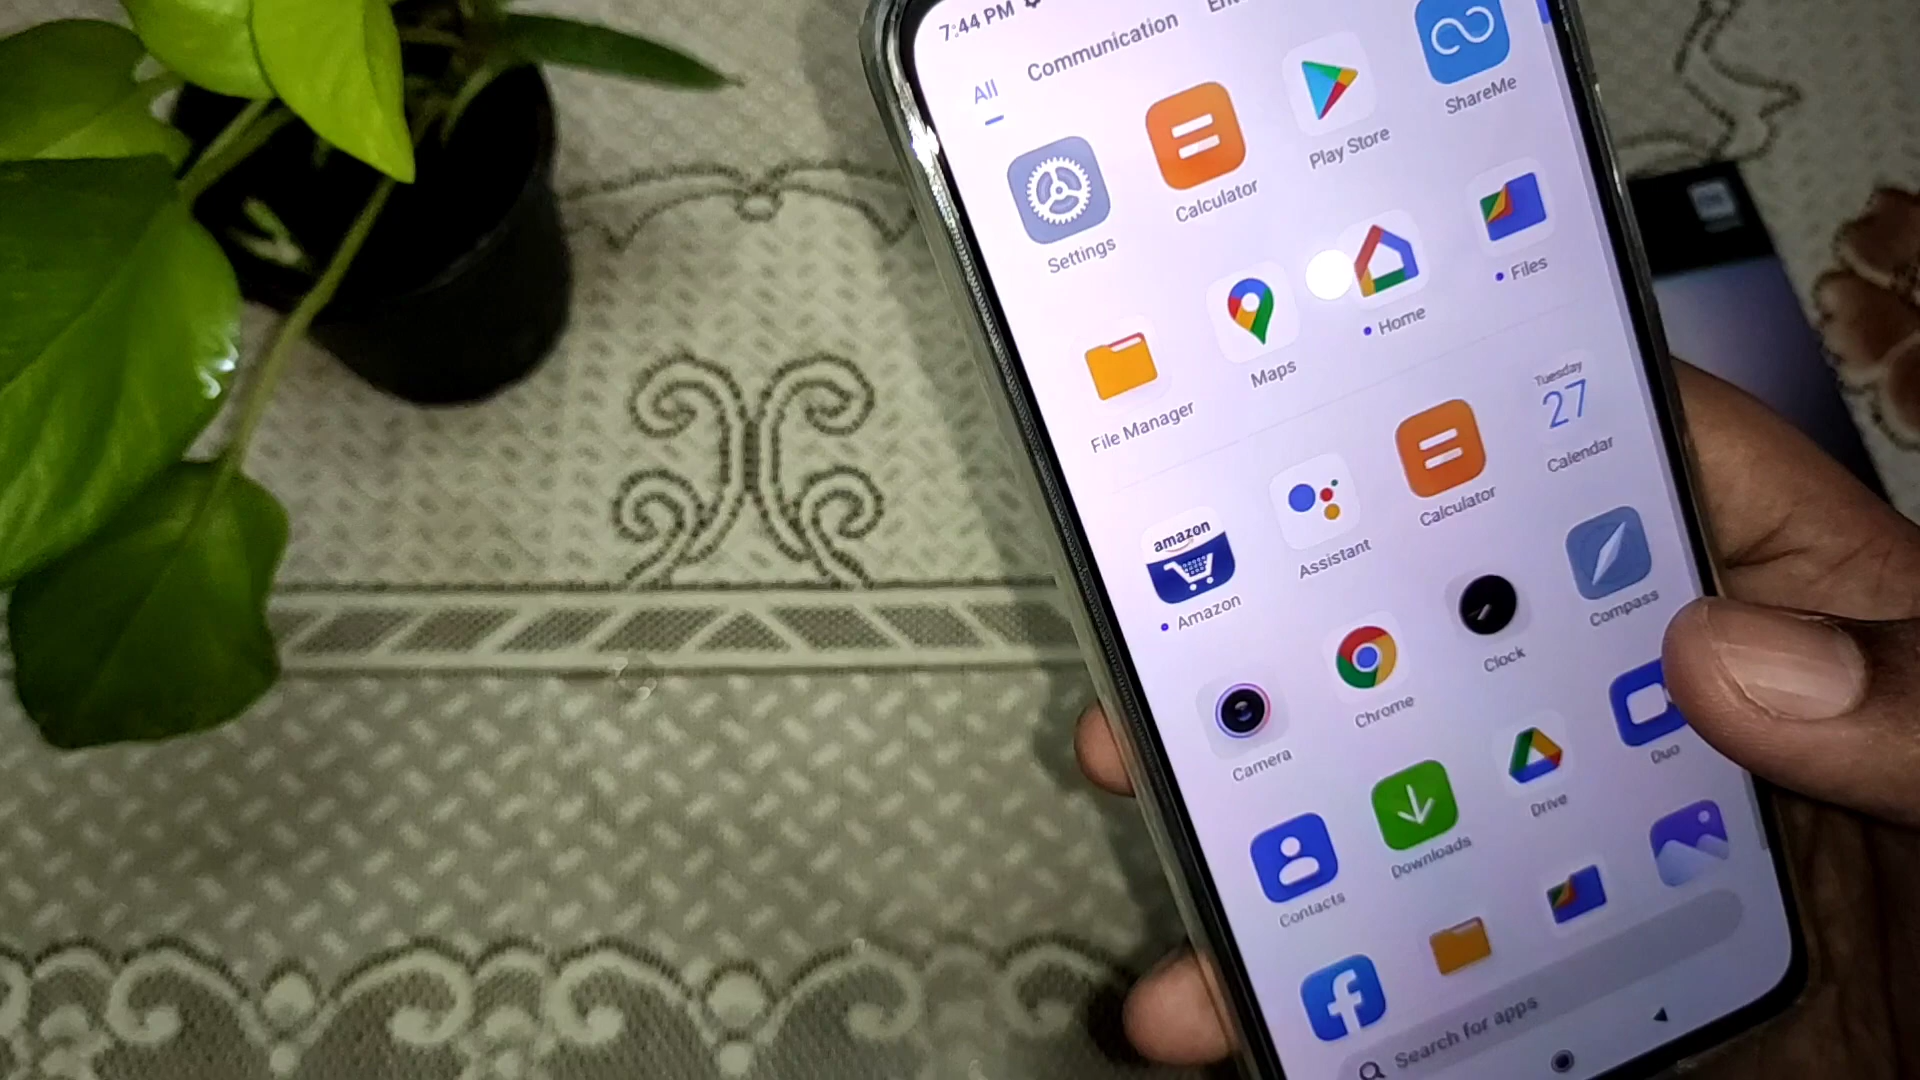 7:44 PM
All
Communication
Settings
Calculator
Play Store
ShareMe
File Manager
Maps
Home
Files
amazon
Amazon
Assistant
Calculator
Tuesday
27
Calendar
Camera
Chrome
Clock
Compass
Contacts
Downloads
Drive
Duo
Search for apps